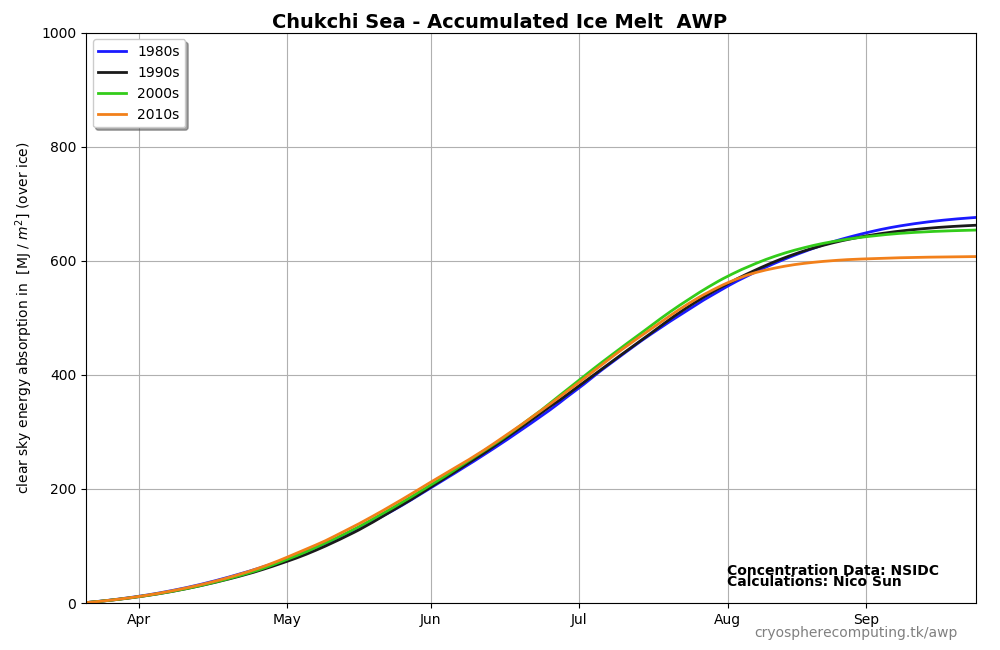 Chukchi Sea - Accumulated Ice Melt  AWP
1000
800
600
400
200
0
clear sky energy absorption in  [MJ / m²] (over ice)
1980s
1990s
2000s
2010s
Apr
May
Jun
Jul
Aug
Sep
Concentration Data: NSIDC
Calculations: Nico Sun
cryospherecomputing.tk/awp